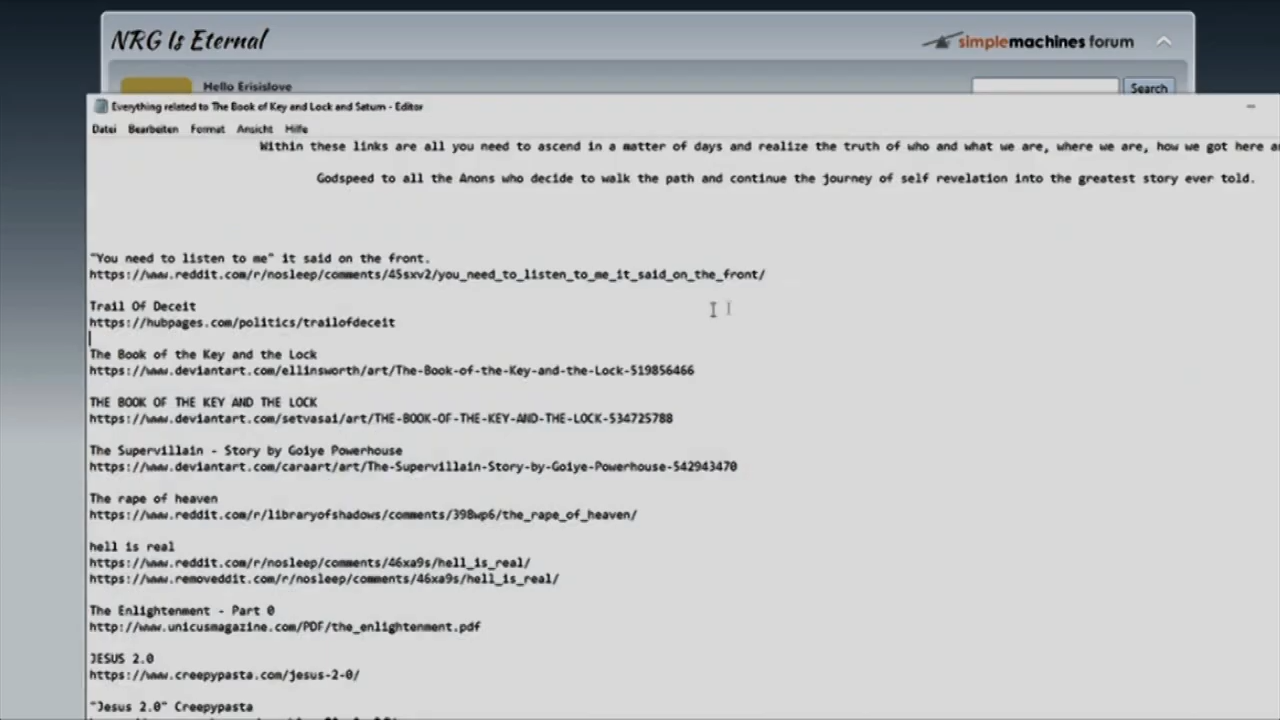 NRG Is Eternal
simplemachines forum
Hello Erisislove
Search
Everything related to The Book of Key and Lock and Saturn - Editor
Datei Bearbeiten Format Ansicht Hilfe
Within these links are all you need to ascend in a matter of days and realize the truth of who and what we are, where we are, how we got here
Godspeed to all the Anons who decide to walk the path and continue the journey of self revelation into the greatest story ever told.
"You need to listen to me" it said on the front.
https://www.reddit.com/r/nosleep/comments/45sxv2/you_need_to_listen_to_me_it_said_on_the_front/
Trail Of Deceit
https://hubpages.com/politics/trailofdeceit
The Book of the Key and the Lock
https://www.deviantart.com/ellinsworth/art/The-Book-of-the-Key-and-the-Lock-519856466
THE BOOK OF THE KEY AND THE LOCK
https://www.deviantart.com/setvasai/art/THE-BOOK-OF-THE-KEY-AND-THE-LOCK-534725788
The Supervillain - Story by Goiye Powerhouse
https://www.deviantart.com/caraart/art/The-Supervillain-Story-by-Goiye-Powerhouse-542943470
The rape of heaven
https://www.reddit.com/r/libraryofshadows/comments/398wp6/the_rape_of_heaven/
hell is real
https://www.reddit.com/r/nosleep/comments/46xa9s/hell_is_real/
https://www.removeddit.com/r/nosleep/comments/46xa9s/hell_is_real/
The Enlightenment - Part 0
http://www.unicusmagazine.com/PDF/the_enlightenment.pdf
JESUS 2.0
https://www.creepypasta.com/jesus-2-0/
"Jesus 2.0" Creepypasta